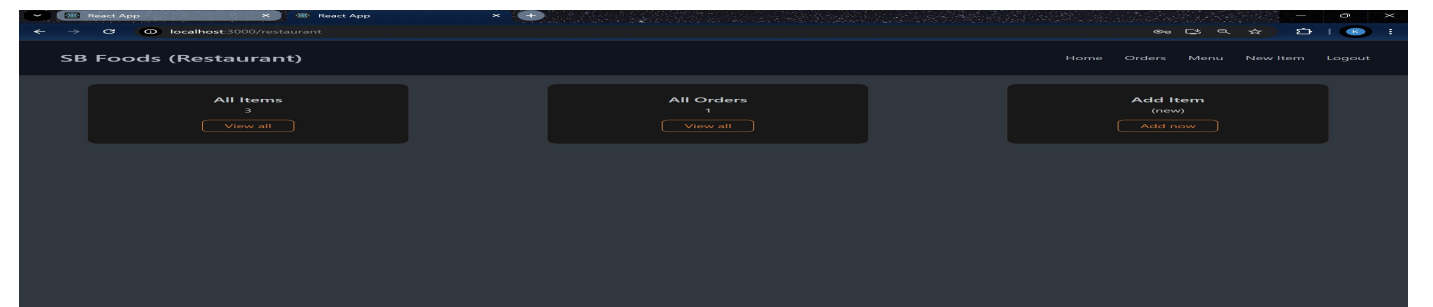 React App
React App
localhost:3000/restaurant
K
SB Foods (Restaurant)
Home Orders Menu New Item Logout
All Items
3
View all
All Orders
1
View all
Add Item
(new)
Add now